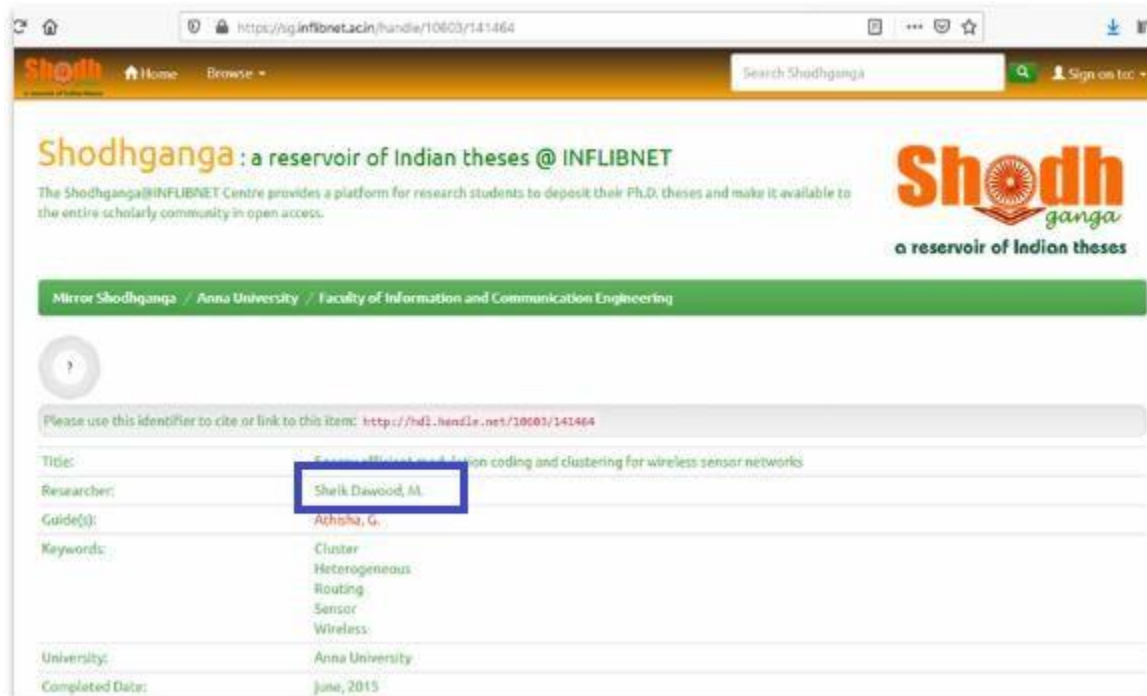 https://sg.inflibnet.ac.in/handle/10603/141464
Shodh
Home Browse
Search Shodhganga
Sign on to:
Shodhganga : a reservoir of Indian theses @ INFLIBNET
The Shodhganga@INFLIBNET Centre provides a platform for research students to deposit their Ph.D. theses and make it available to
the entire scholarly community in open access.
Shodh
ganga
a reservoir of Indian theses
Mirror Shodhganga / Anna University / Faculty of Information and Communication Engineering
?
Please use this identifier to cite or link to this item: http://hdl.handle.net/10603/141464
Title: coding and clustering for wireless sensor networks
Researcher: Sheik Dawood, M.
Guide(s): Athisha, G.
Keywords: Cluster
Heterogeneous
Routing
Sensor
Wireless
University: Anna University
Completed Date: June, 2015